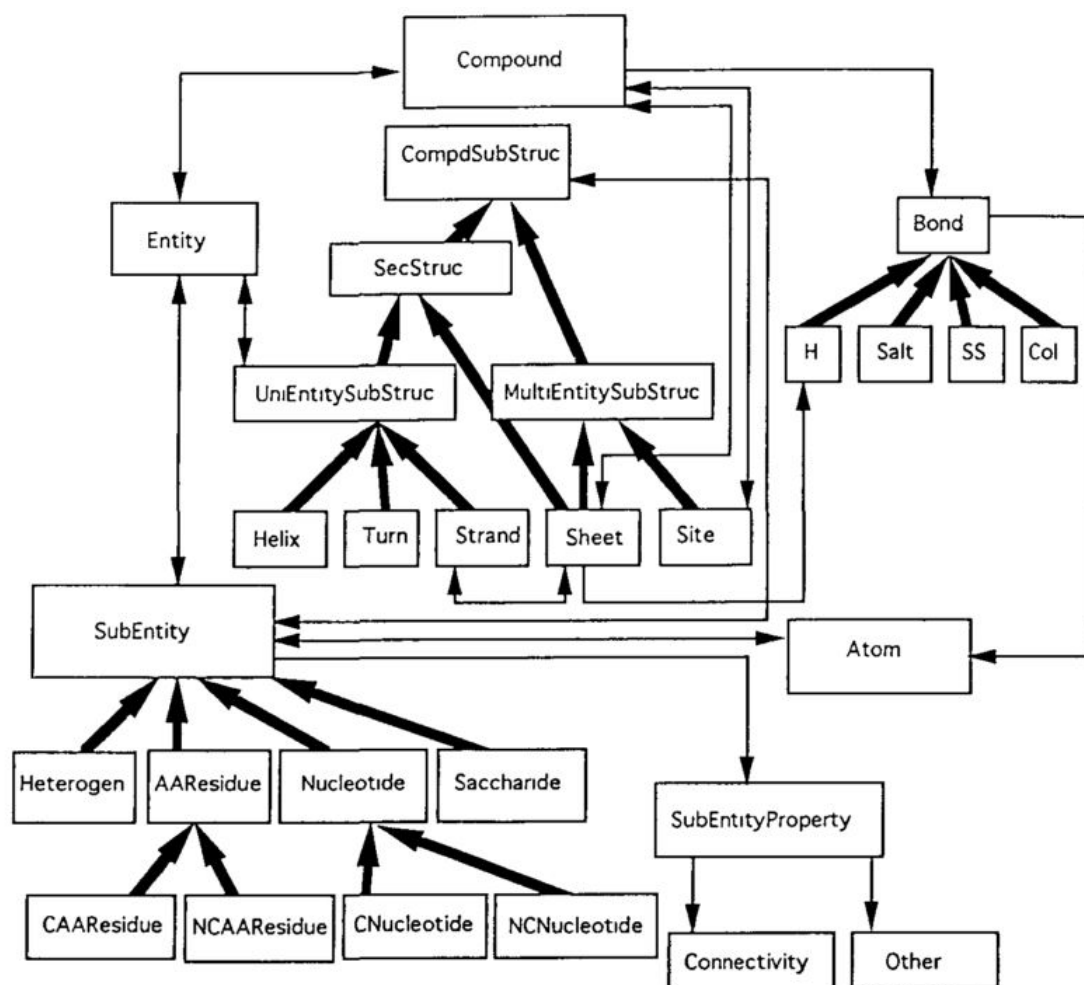 Compound
CompdSubStruc
Entity
Bond
SecStruc
H
Salt
SS
Col
UniEntitySubStruc
MultiEntitySubStruc
Helix
Turn
Strand
Sheet
Site
SubEntity
Atom
Heterogen
AAResidue
Nucleotide
Saccharide
SubEntityProperty
CAAResidue
NCAAResidue
CNucleotide
NCNucleotide
Connectivity
Other